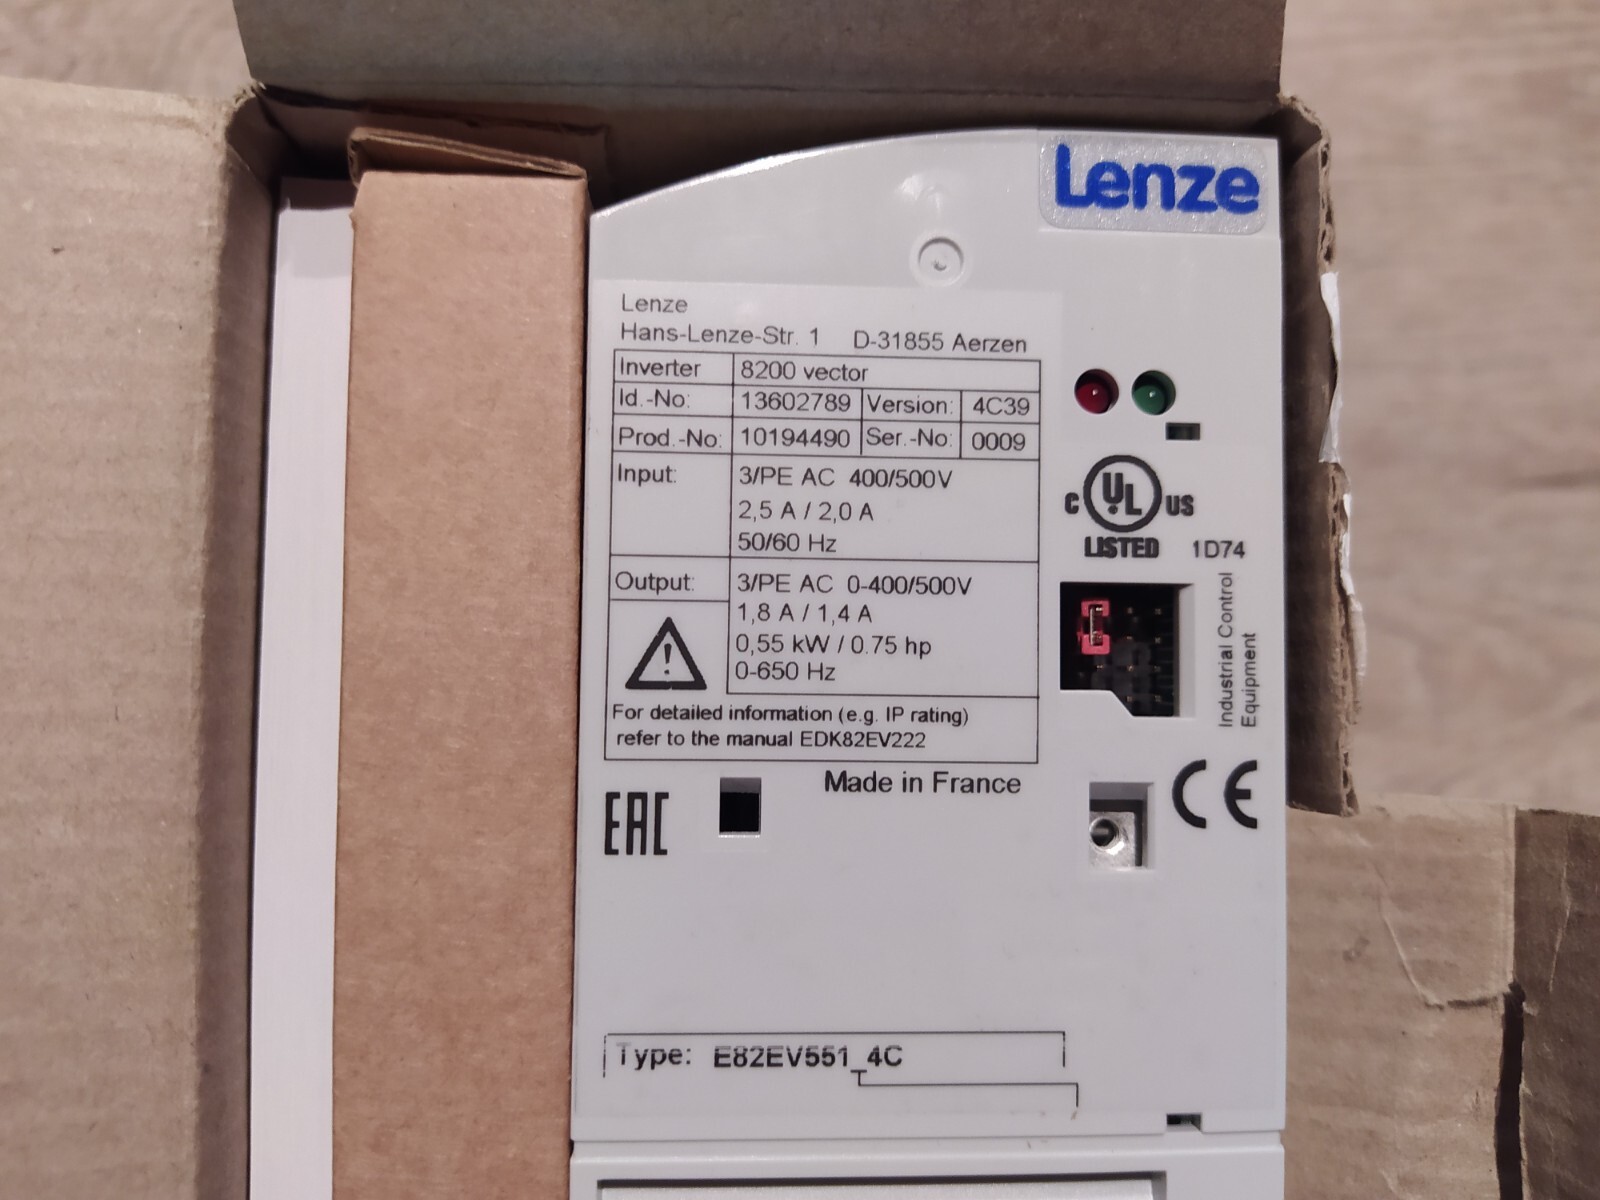 Lenze
Lenze
Hans-Lenze-Str. 1 D-31855 Aerzen
Inverter 8200 vector
Id.-No: 13602789 Version: 4C39
Prod.-No: 10194490 Ser.-No: 0009
Input: 3/PE AC 400/500V
2,5 A / 2,0 A
50/60 Hz
Output: 3/PE AC 0-400/500V
1,8 A / 1,4 A
0,55 kW / 0.75 hp
0-650 Hz
For detailed information (e.g. IP rating)
refer to the manual EDK82EV222
Made in France
EAC
C UL US
LISTED 1D74
Industrial Control
Equipment
CE
Type: E82EV551_4C